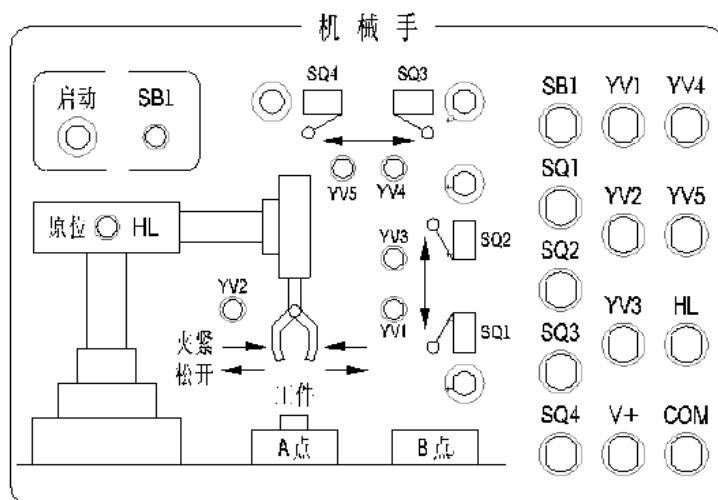 机械手
SQ4 SQ3
启动 SB1
SB1 YV1 YV4
YV5 YV4
SQ1
YV2 YV5
原位 HL
YV3 SQ2
SQ2
YV2
YV1 SQ1
YV3 HL
夹紧
松开
SQ3
工件
SQ4 V+ COM
A点 B点